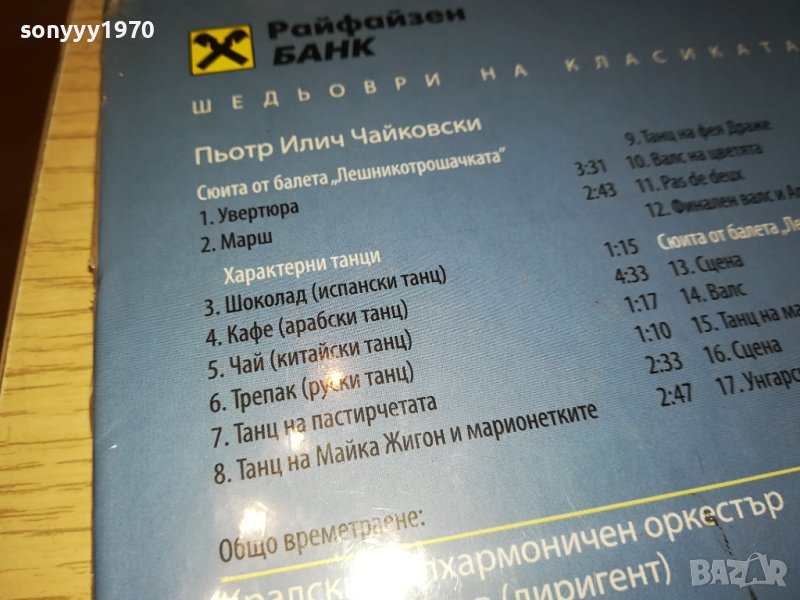 sonyyy1970
Райфайзен
БАНК
ШЕДЬОВРИ НА КЛАСИКАТА
Пьотр Илич Чайковски
Сюита от балета „Лешникотрошачката"
1. Увертюра 3:31
2. Марш 2:43
Характерни танци
3. Шоколад (испански танц) 1:15
4. Кафе (арабски танц) 4:33
5. Чай (китайски танц) 1:17
6. Трепак (руски танц) 1:10
7. Танц на пастирчетата 2:33
8. Танц на Майка Жигон и марионетките 2:47
9. Танц на фея Драже
10. Валс на цветята
11. Pas de deux
12. Финален валс и
Сюита от балета
13. Сцена
14. Валс
15. Танц на
16. Сцена
17.
Общо времетраене:
оркестър
(диригент)
BAZAR